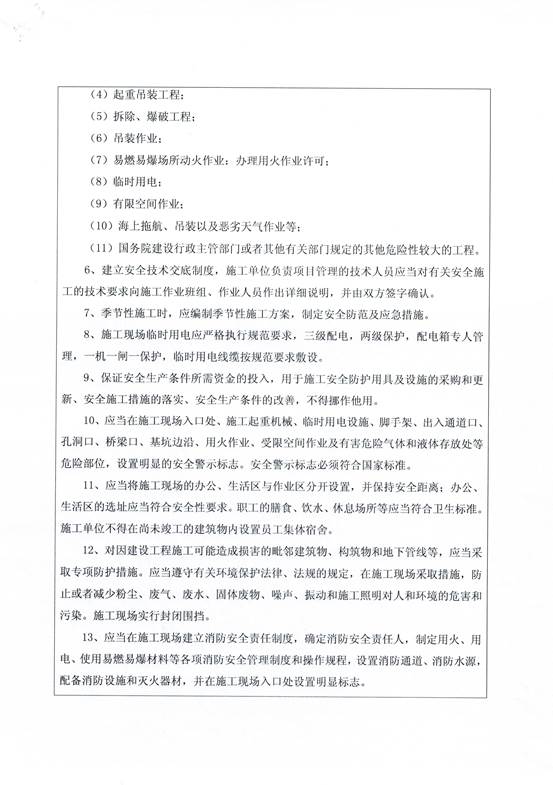 （4）起重吊装工程；
（5）拆除、爆破工程；
（6）吊装作业；
（7）易燃易爆场所动火作业；办理用火作业许可；
（8）临时用电；
（9）有限空间作业；
（10）海上拖航、吊装以及恶劣天气作业等；
（11）国务院建设行政主管部门或者其他有关部门规定的其他危险性较大的工程。
6、建立安全技术交底制度，施工单位负责项目管理的技术人员应当对有关安全施
工的技术要求向施工作业班组、作业人员作出详细说明，并由双方签字确认。
7、季节性施工时，应编制季节性施工方案，制定安全防范及应急措施。
8、施工现场临时用电应严格执行规范要求，三级配电，两级保护，配电箱专人管
理，一机一闸一保护，临时用电线缆按规范要求敷设。
9、保证安全生产条件所需资金的投入，用于施工安全防护用具及设施的采购和更
新、安全施工措施的落实、安全生产条件的改善，不得挪作他用。
10、应当在施工现场入口处、施工起重机械、临时用电设施、脚手架、出入通道口、
孔洞口、桥梁口、基坑边沿、用火作业、受限空间作业及有害危险气体和液体存放处等
危险部位，设置明显的安全警示标志。安全警示标志必须符合国家标准。
11、应当将施工现场的办公、生活区与作业区分开设置，并保持安全距离；办公、
生活区的选址应当符合安全性要求。职工的膳食、饮水、休息场所等应当符合卫生标准。
施工单位不得在尚未竣工的建筑物内设置员工集体宿舍。
12、对因建设工程施工可能造成损害的毗邻建筑物、构筑物和地下管线等，应当采
取专项防护措施。应当遵守有关环境保护法律、法规的规定，在施工现场采取措施，防
止或者减少粉尘、废气、废水、固体废物、噪声、振动和施工照明对人和环境的危害和
污染。施工现场实行封闭围挡。
13、应当在施工现场建立消防安全责任制度，确定消防安全责任人，制定用火、用
电、使用易燃易爆材料等各项消防安全管理制度和操作规程，设置消防通道、消防水源，
配备消防设施和灭火器材，并在施工现场入口处设置明显标志。